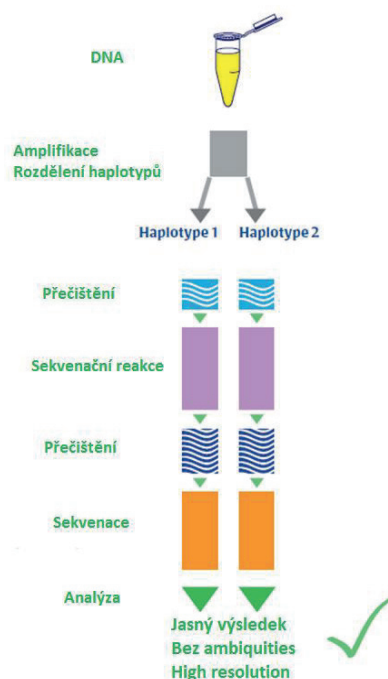 DNA
Amplifikace
Rozdělení haplotypů
Haplotype 1 Haplotype 2
Přečištění
Sekvenační reakce
Přečištění
Sekvenace
Analýza
Jasný výsledek
Bez ambiquities
High resolution